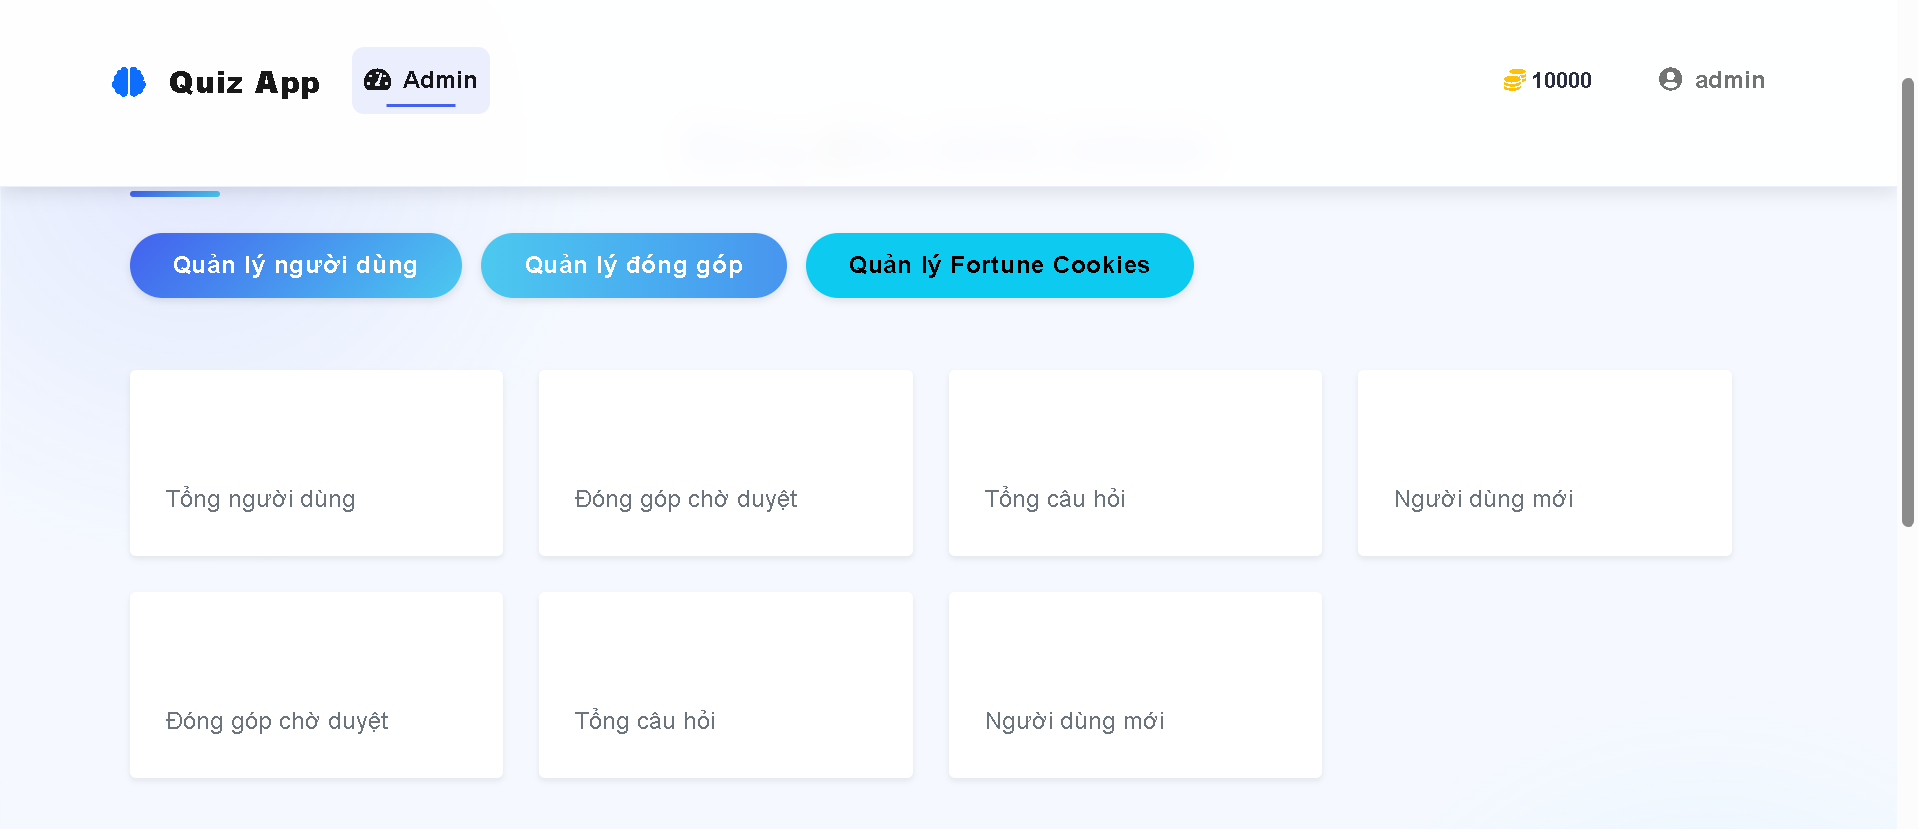 Quiz App
Admin
10000
admin
Quản lý người dùng
Quản lý đóng góp
Quản lý Fortune Cookies
Tổng người dùng
Đóng góp chờ duyệt
Tổng câu hỏi
Người dùng mới
Đóng góp chờ duyệt
Tổng câu hỏi
Người dùng mới